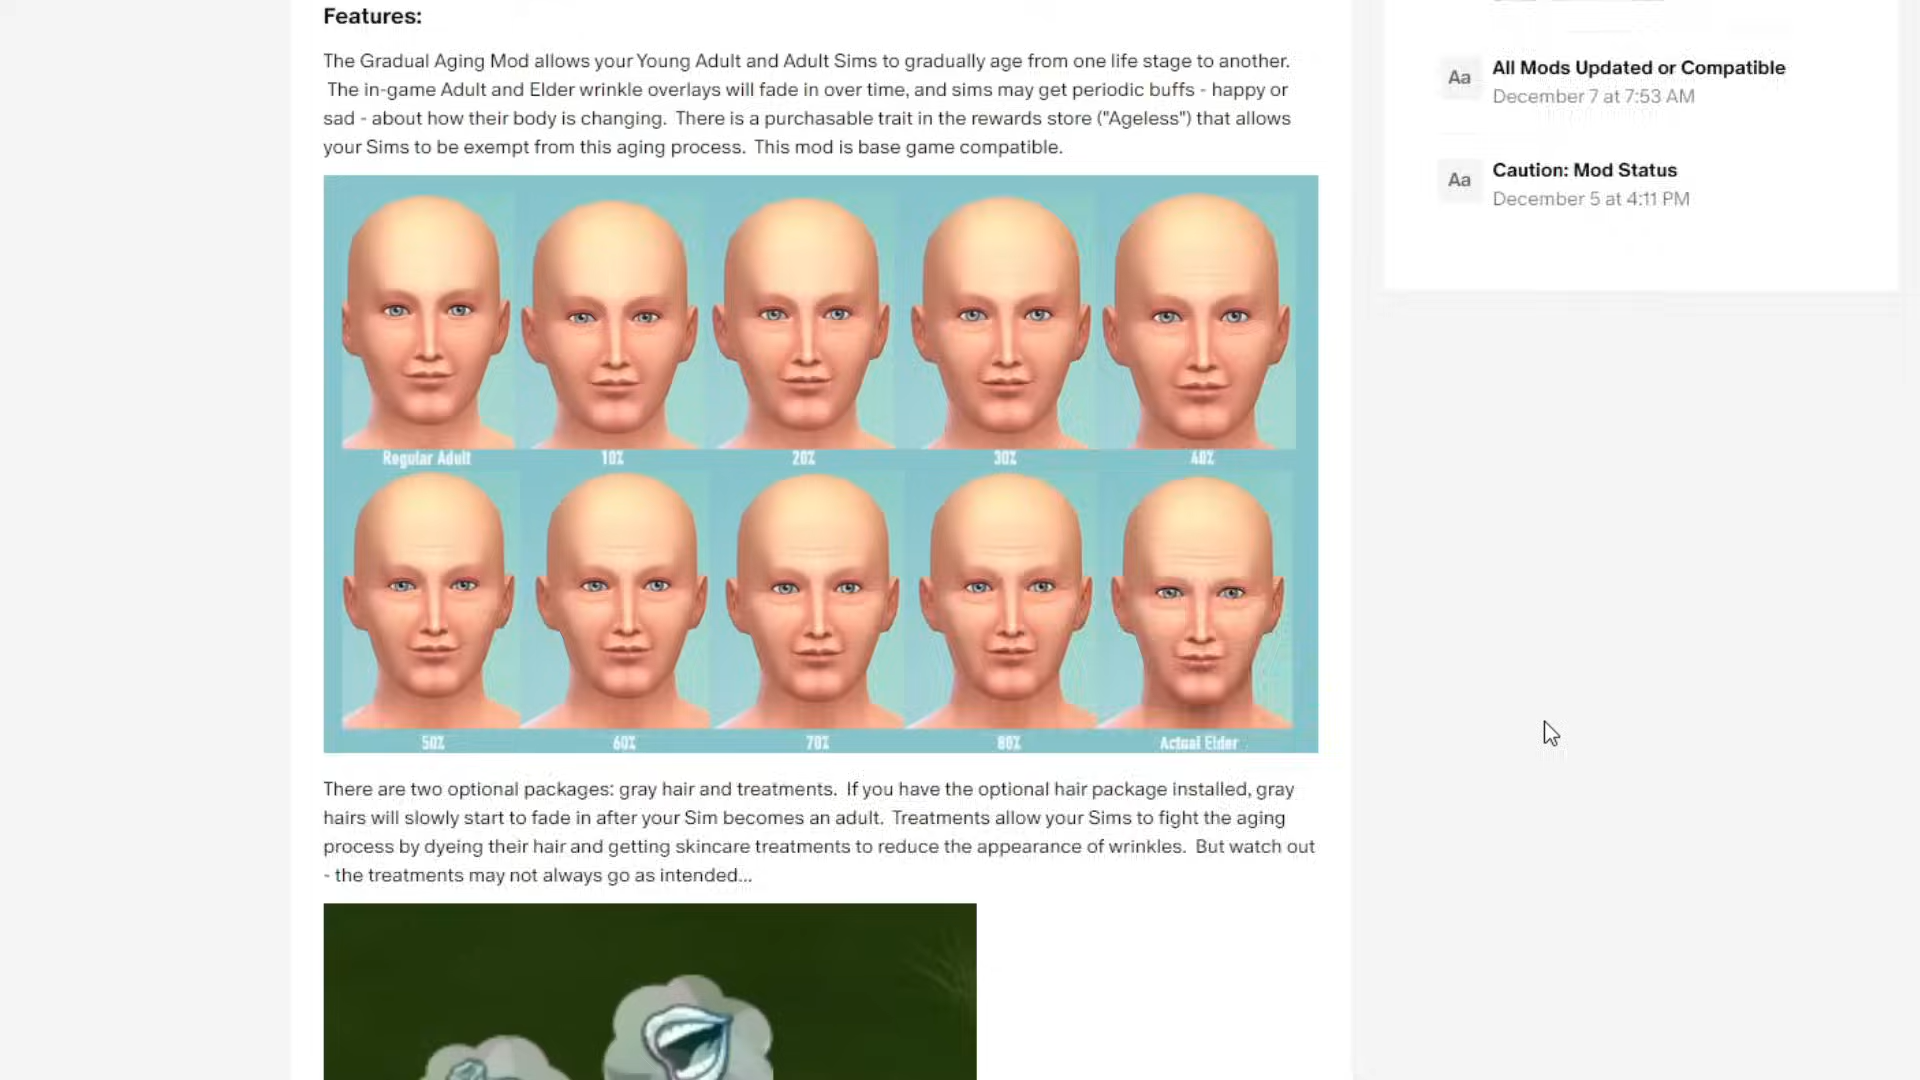 Features:
The Gradual Aging Mod allows your Young Adult and Adult Sims to gradually age from one life stage to another.
The in-game Adult and Elder wrinkle overlays will fade in over time, and sims may get periodic buffs - happy or
sad - about how their body is changing. There is a purchasable trait in the rewards store ("Ageless") that allows
your Sims to be exempt from this aging process. This mod is base game compatible.
Regular Adult 10% 20% 30% 40%
50% 60% 70% 80% Actual Elder
There are two optional packages: gray hair and treatments. If you have the optional hair package installed, gray
hairs will slowly start to fade in after your Sim becomes an adult. Treatments allow your Sims to fight the aging
process by dyeing their hair and getting skincare treatments to reduce the appearance of wrinkles. But watch out
- the treatments may not always go as intended...
Aa All Mods Updated or Compatible
December 7 at 7:53 AM
Aa Caution: Mod Status
December 5 at 4:11 PM